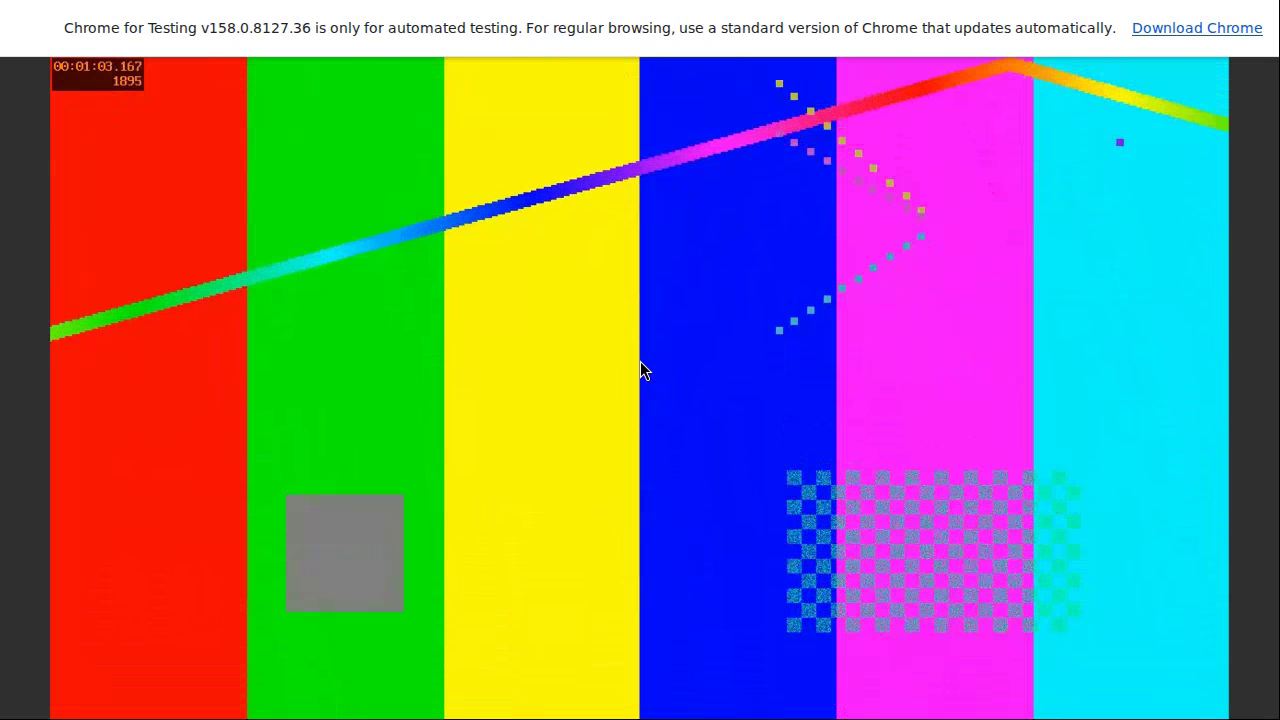 Chrome for Testing v158.0.8127.36 is only for automated testing. For regular browsing, use a standard version of Chrome that updates automatically. Download Chrome
00:01:03.167
1895